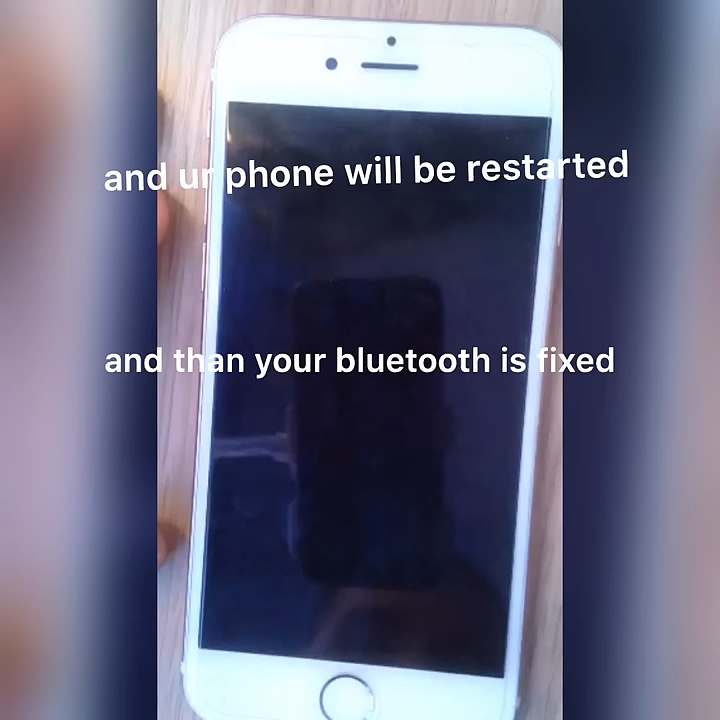 and ur phone will be restarted
and than your bluetooth is fixed